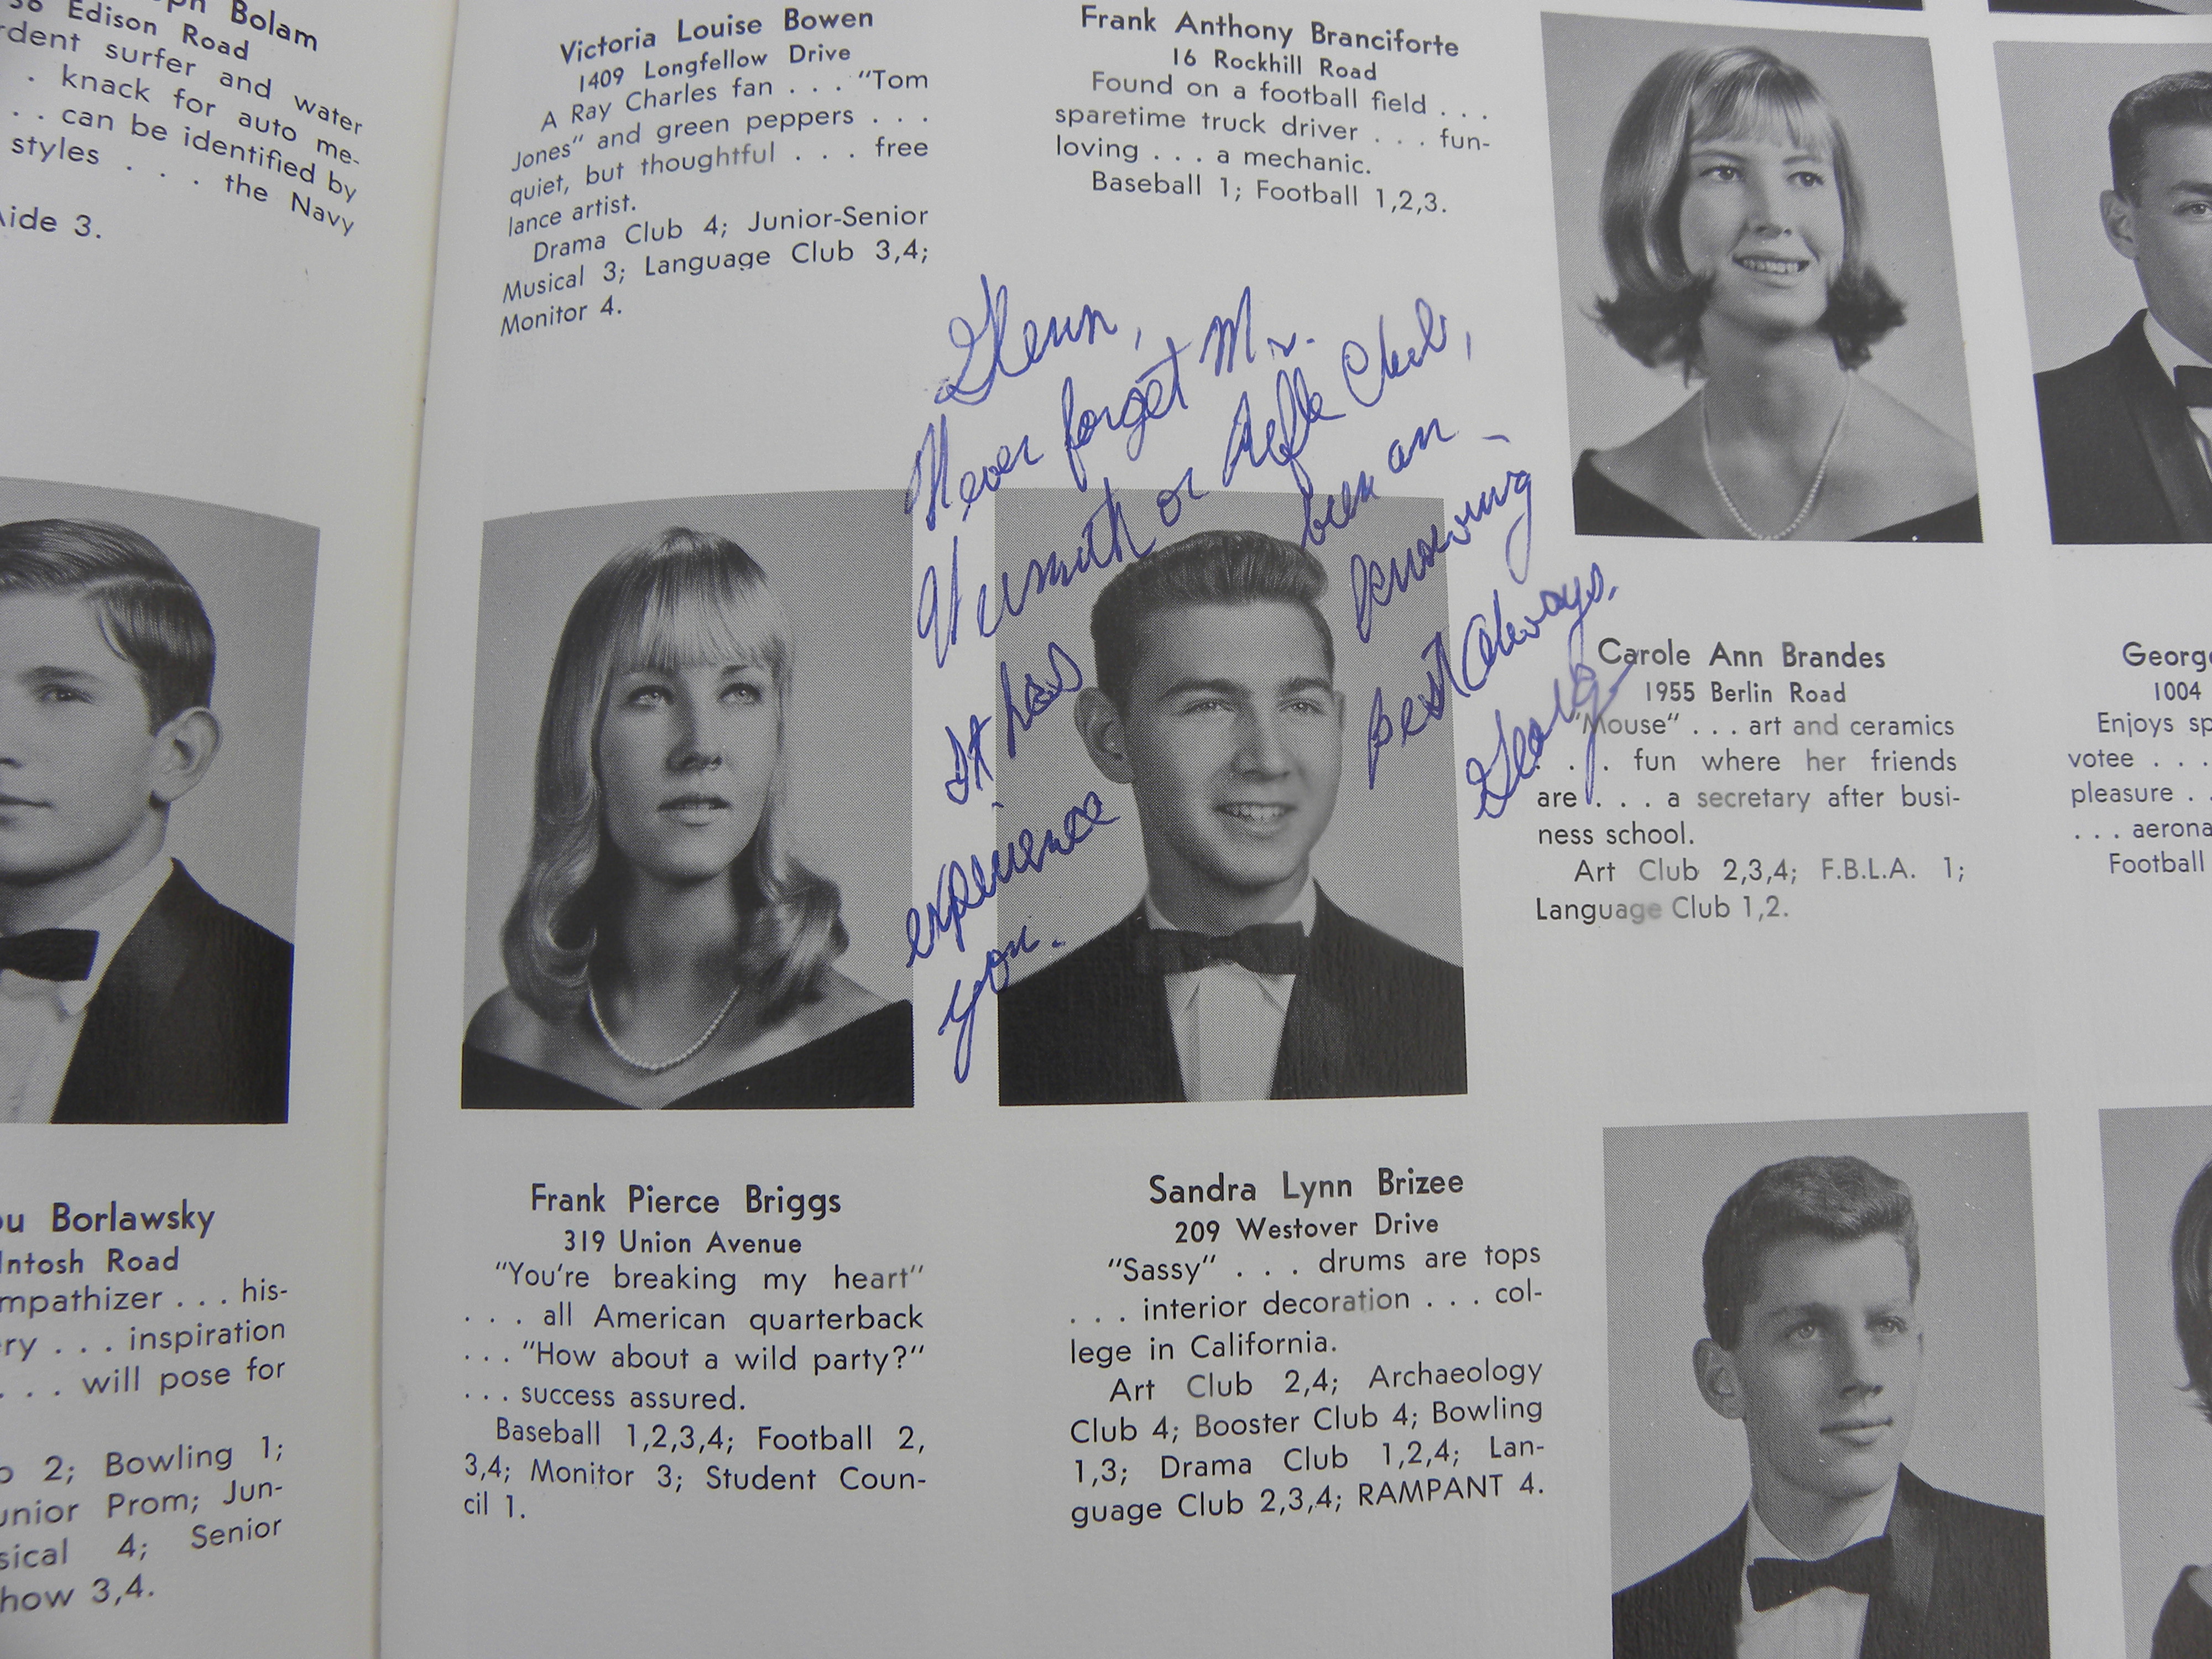 ph Bolam
Edison Road
rdent surfer and water
. knack for auto me-
. . can be identified by
styles . . . the Navy
Aide 3.
ou Borlawsky
Intosh Road
mpathizer . . . his-
ry . . . inspiration
. . . will pose for
2; Bowling 1;
unior Prom; Jun-
sical 4; Senior
how 3,4.
Victoria Louise Bowen
1409 Longfellow Drive
A Ray Charles fan . . . "Tom
Jones" and green peppers . . .
quiet, but thoughtful . . . free
lance artist.
Drama Club 4; Junior-Senior
Musical 3; Language Club 3,4;
Monitor 4.
Frank Anthony Branciforte
16 Rockhill Road
Found on a football field . . .
sparetime truck driver . . . fun-
loving . . . a mechanic.
Baseball 1; Football 1,2,3.
Glenn,
Never forget Mr.
or Rifle Club,
It has been an
experience knowing
you. Best Always,
George
Frank Pierce Briggs
319 Union Avenue
"You're breaking my heart"
. . . all American quarterback
. . . "How about a wild party?"
. . . success assured.
Baseball 1,2,3,4; Football 2,
3,4; Monitor 3; Student Coun-
cil 1.
Sandra Lynn Brizee
209 Westover Drive
"Sassy" . . . drums are tops
. . . interior decoration . . . col-
lege in California.
Art Club 2,4; Archaeology
Club 4; Booster Club 4; Bowling
1,3; Drama Club 1,2,4; Lan-
guage Club 2,3,4; RAMPANT 4.
Carole Ann Brandes
1955 Berlin Road
"Mouse" . . . art and ceramics
. . . fun where her friends
are . . . a secretary after busi-
ness school.
Art Club 2,3,4; F.B.L.A. 1;
Language Club 1,2.
Georg
1004
Enjoys sp
votee . . .
pleasure . .
. . . aerona
Football